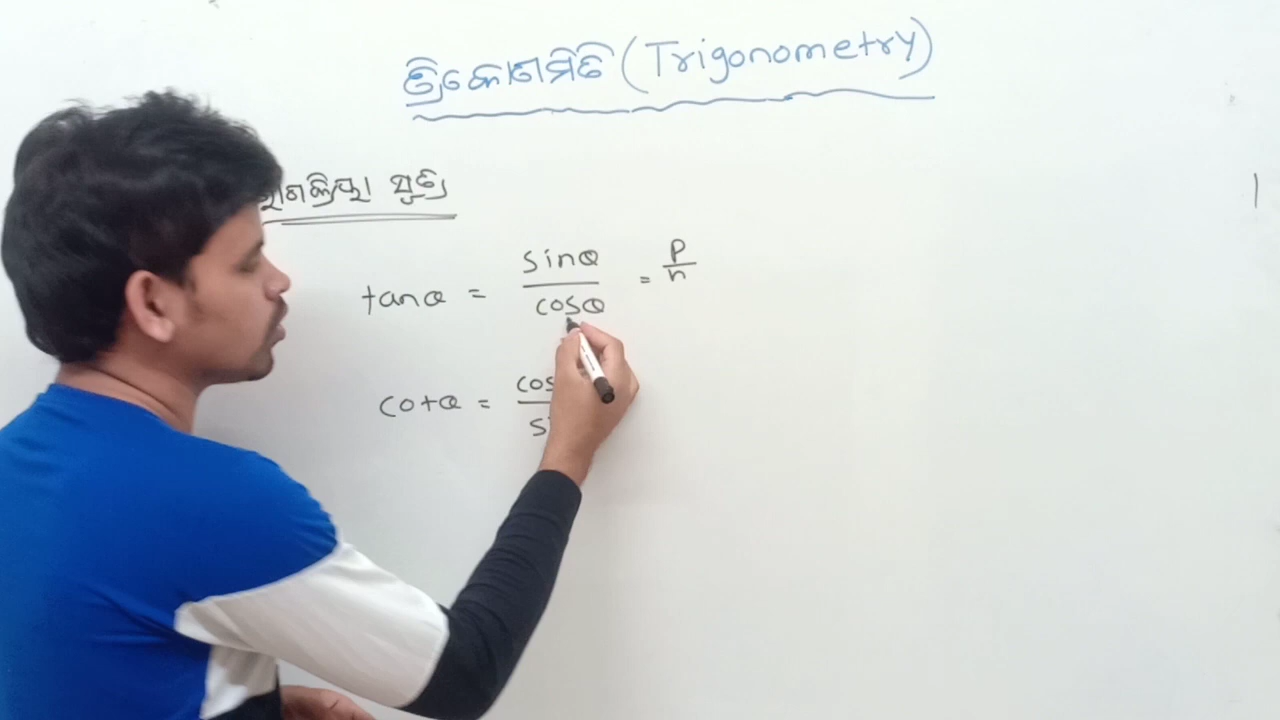 ତ୍ରିକୋଣମିତି (Trigonometry)
ସୂତ୍ର
tanθ = sinθ / cosθ = p / h
cotθ = cos